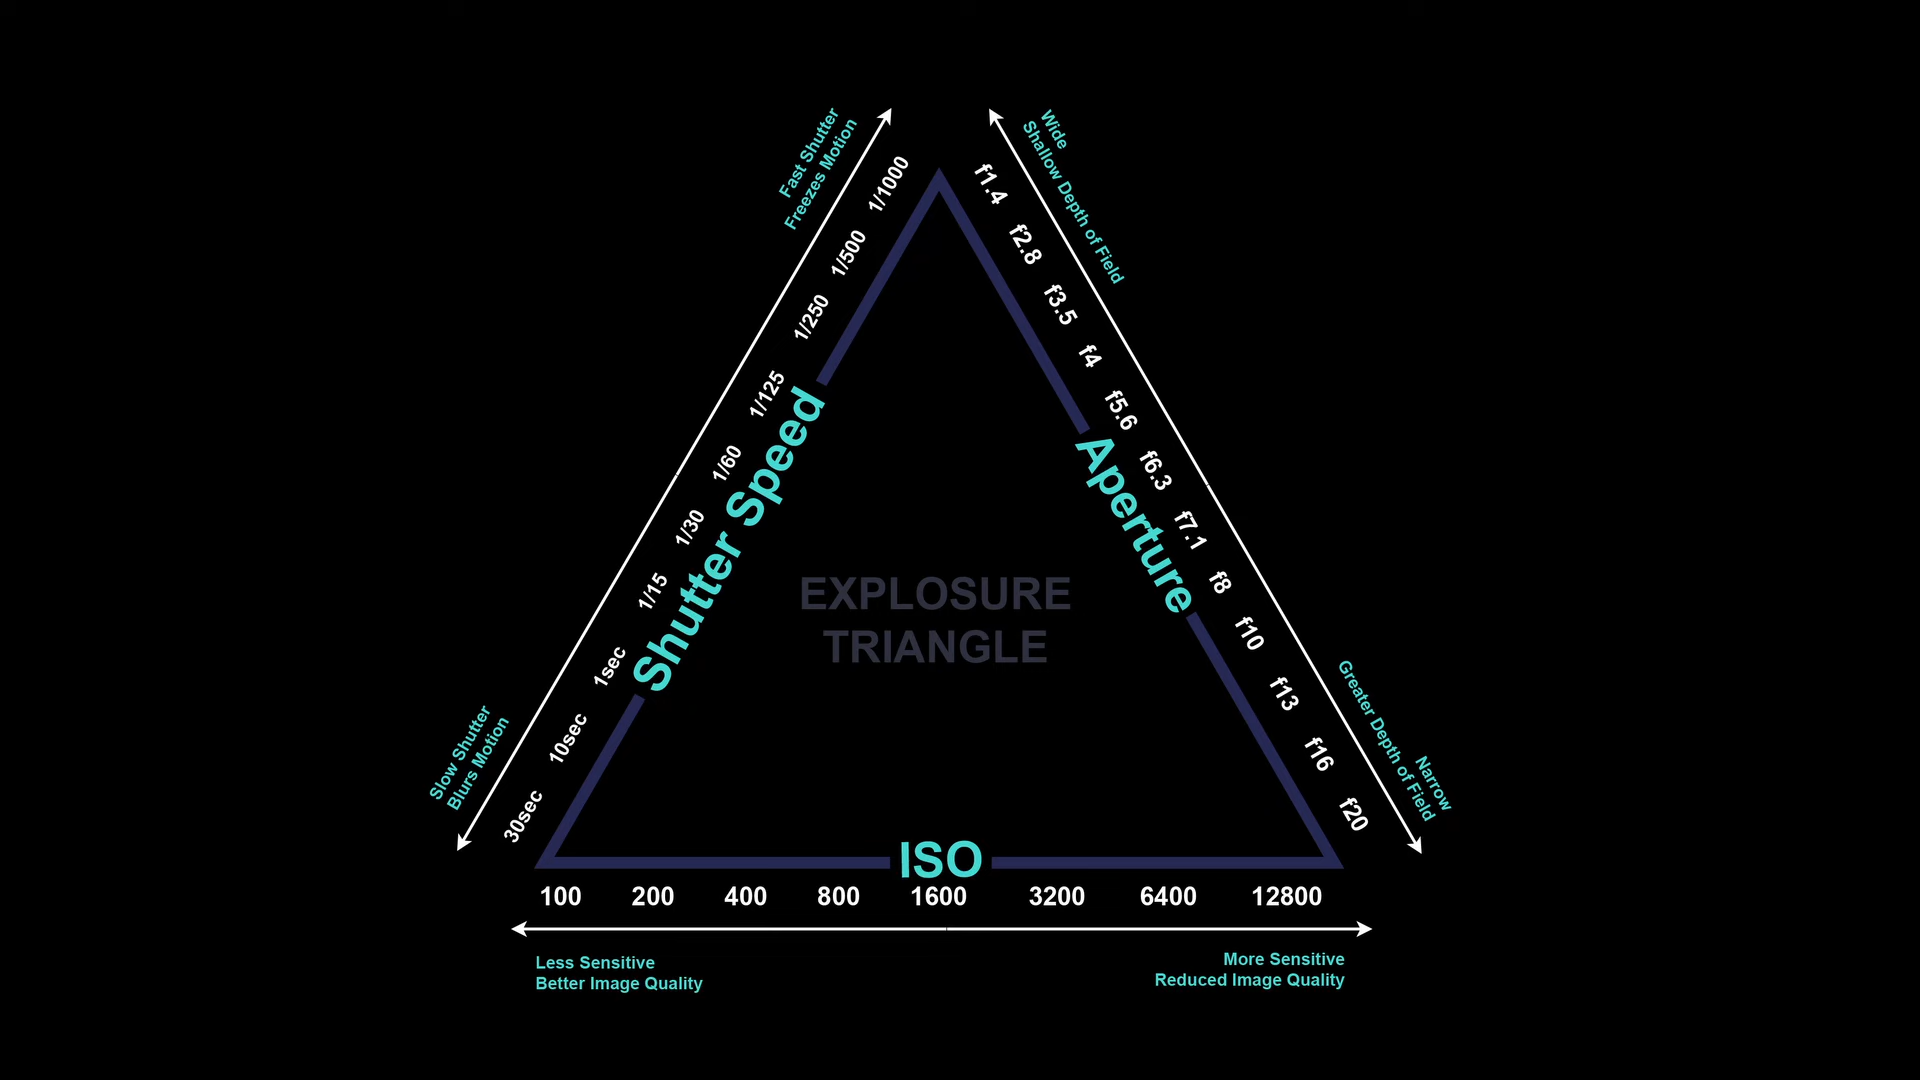 Fast Shutter
Freezes Motion
Wide
Shallow Depth of Field
1/1000
1/500
1/250
1/125
1/60
1/30
1/15
1sec
10sec
30sec
Shutter Speed
Slow Shutter
Blurs Motion
f1.4
f2.8
f3.5
f4
f5.6
f6.3
f7.1
f8
f10
f13
f16
f20
Aperture
Narrow
Greater Depth of Field
EXPLOSURE
TRIANGLE
ISO
100 200 400 800 1600 3200 6400 12800
Less Sensitive
Better Image Quality
More Sensitive
Reduced Image Quality